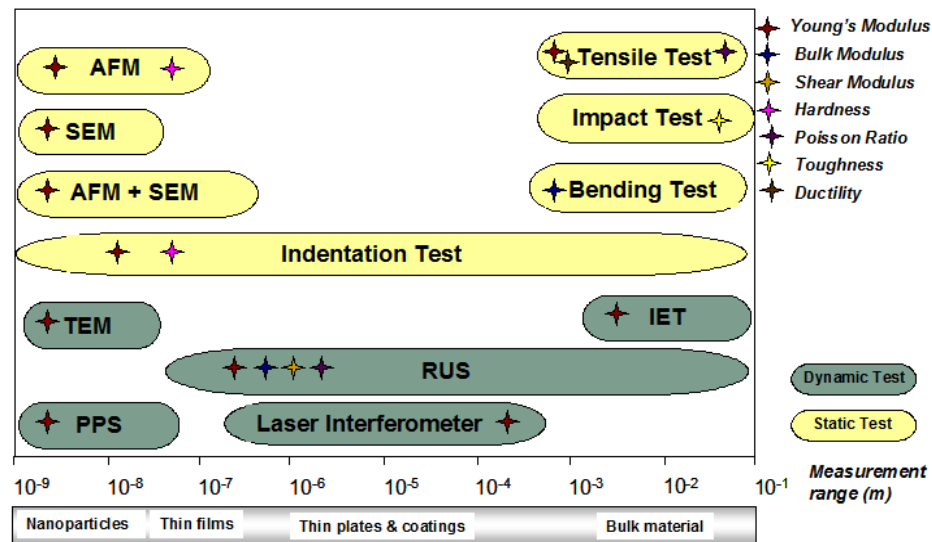 AFM
Tensile Test
SEM
Impact Test
AFM + SEM
Bending Test
Indentation Test
TEM
IET
RUS
PPS
Laser Interferometer
Young's Modulus
Bulk Modulus
Shear Modulus
Hardness
Poisson Ratio
Toughness
Ductility
Dynamic Test
Static Test
10-9 10-8 10-7 10-6 10-5 10-4 10-3 10-2 10-1
Measurement
range (m)
Nanoparticles Thin films Thin plates & coatings Bulk material